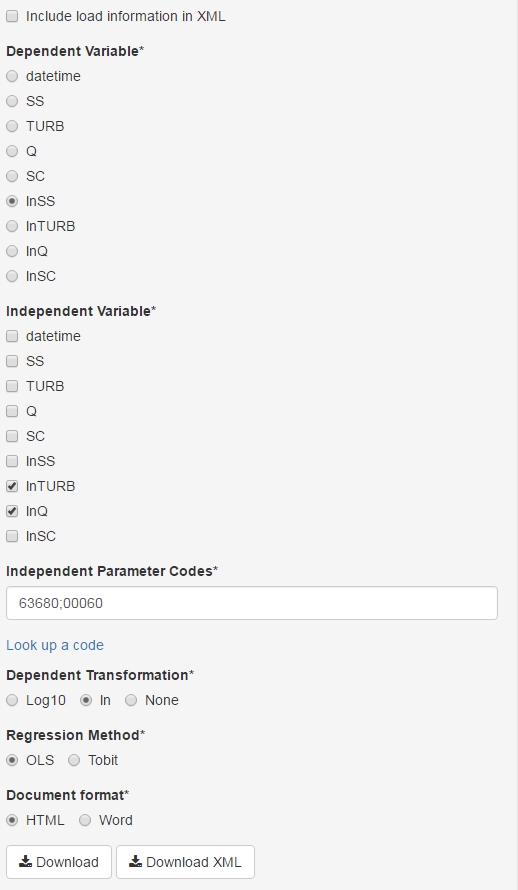 Include load information in XML
Dependent Variable*
datetime
SS
TURB
Q
SC
lnSS
lnTURB
lnQ
lnSC
Independent Variable*
datetime
SS
TURB
Q
SC
lnSS
lnTURB
lnQ
lnSC
Independent Parameter Codes*
63680;00060
Look up a code
Dependent Transformation*
Log10 ln None
Regression Method*
OLS Tobit
Document format*
HTML Word
Download Download XML